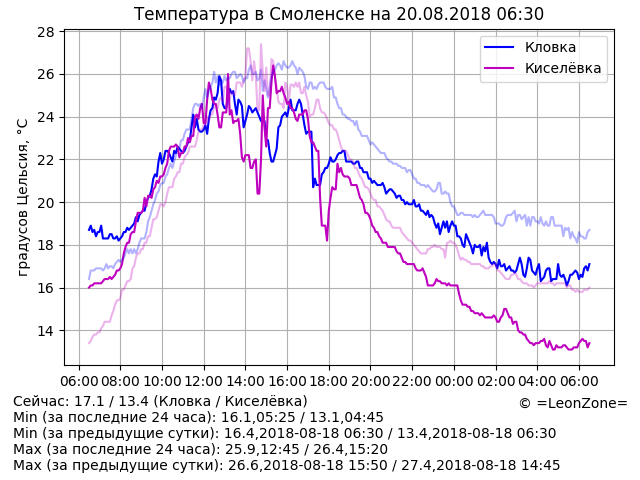 Температура в Смоленске на 20.08.2018 06:30
градусов Цельсия, °C
28
26
24
22
20
18
16
14
Кловка
Киселёвка
06:00 08:00 10:00 12:00 14:00 16:00 18:00 20:00 22:00 00:00 02:00 04:00 06:00
Сейчас: 17.1 / 13.4 (Кловка / Киселёвка)
© =LeonZone=
Min (за последние 24 часа): 16.1,05:25 / 13.1,04:45
Min (за предыдущие сутки): 16.4,2018-08-18 06:30 / 13.4,2018-08-18 06:30
Max (за последние 24 часа): 25.9,12:45 / 26.4,15:20
Max (за предыдущие сутки): 26.6,2018-08-18 15:50 / 27.4,2018-08-18 14:45